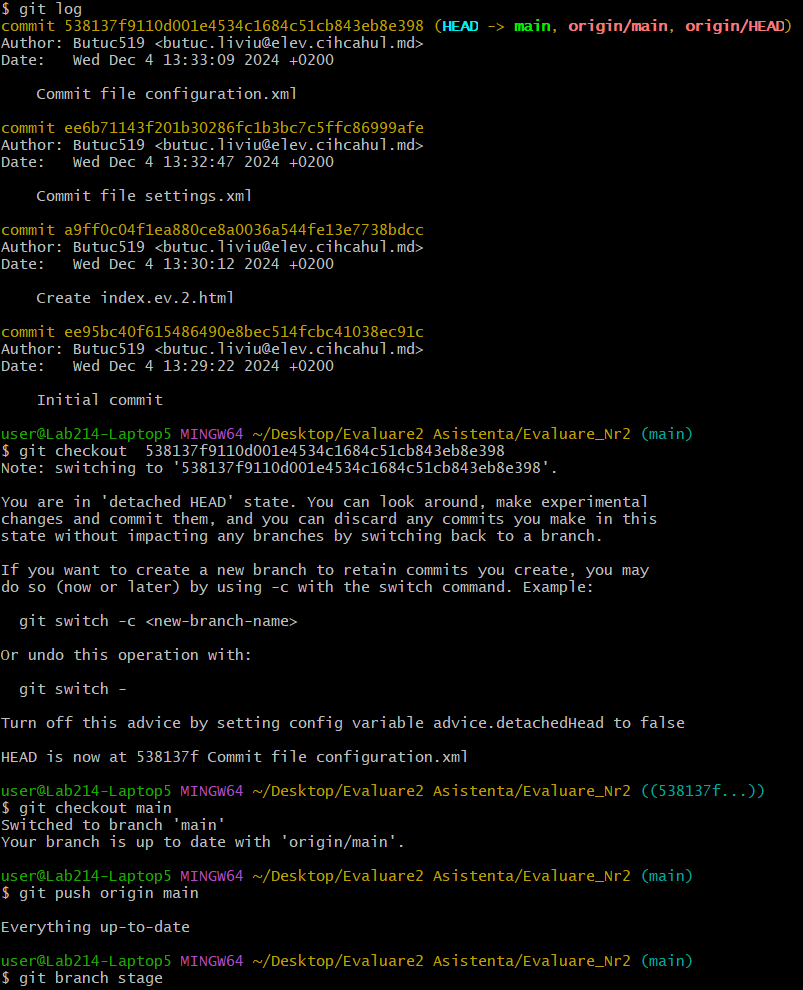 $ git log
commit 538137f9110d001e4534c1684c51cb843eb8e398 (HEAD -> main, origin/main, origin/HEAD)
Author: Butuc519 <butuc.liviu@elev.cihcahul.md>
Date:   Wed Dec 4 13:33:09 2024 +0200
    Commit file configuration.xml
commit ee6b71143f201b30286fc1b3bc7c5ffc86999afe
Author: Butuc519 <butuc.liviu@elev.cihcahul.md>
Date:   Wed Dec 4 13:32:47 2024 +0200
    Commit file settings.xml
commit a9ff0c04f1ea880ce8a0036a544fe13e7738bdcc
Author: Butuc519 <butuc.liviu@elev.cihcahul.md>
Date:   Wed Dec 4 13:30:12 2024 +0200
    Create index.ev.2.html
commit ee95bc40f615486490e8bec514fcbc41038ec91c
Author: Butuc519 <butuc.liviu@elev.cihcahul.md>
Date:   Wed Dec 4 13:29:22 2024 +0200
    Initial commit
user@Lab214-Laptop5 MINGW64 ~/Desktop/Evaluare2 Asistenta/Evaluare_Nr2 (main)
$ git checkout  538137f9110d001e4534c1684c51cb843eb8e398
Note: switching to '538137f9110d001e4534c1684c51cb843eb8e398'.
You are in 'detached HEAD' state. You can look around, make experimental
changes and commit them, and you can discard any commits you make in this
state without impacting any branches by switching back to a branch.
If you want to create a new branch to retain commits you create, you may
do so (now or later) by using -c with the switch command. Example:
  git switch -c <new-branch-name>
Or undo this operation with:
  git switch -
Turn off this advice by setting config variable advice.detachedHead to false
HEAD is now at 538137f Commit file configuration.xml
user@Lab214-Laptop5 MINGW64 ~/Desktop/Evaluare2 Asistenta/Evaluare_Nr2 ((538137f...))
$ git checkout main
Switched to branch 'main'
Your branch is up to date with 'origin/main'.
user@Lab214-Laptop5 MINGW64 ~/Desktop/Evaluare2 Asistenta/Evaluare_Nr2 (main)
$ git push origin main
Everything up-to-date
user@Lab214-Laptop5 MINGW64 ~/Desktop/Evaluare2 Asistenta/Evaluare_Nr2 (main)
$ git branch stage